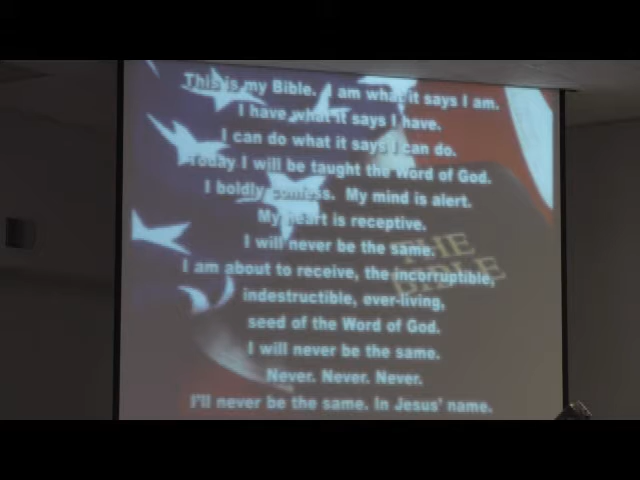 This is my Bible. I am what it says I am.
I have what it says I have.
I can do what it says I can do.
Today I will be taught the Word of God.
I boldly confess. My mind is alert.
My heart is receptive.
I will never be the same.
THE
BIBLE
I am about to receive, the incorruptible,
indestructible, ever-living,
seed of the Word of God.
I will never be the same.
Never. Never. Never.
I'll never be the same. In Jesus' name.